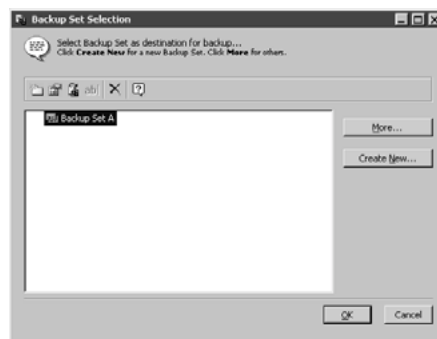 Backup Set Selection
Select Backup Set as destination for backup...
Click Create New for a new Backup Set. Click More for others.
ab|
Backup Set A
More...
Create New...
OK
Cancel